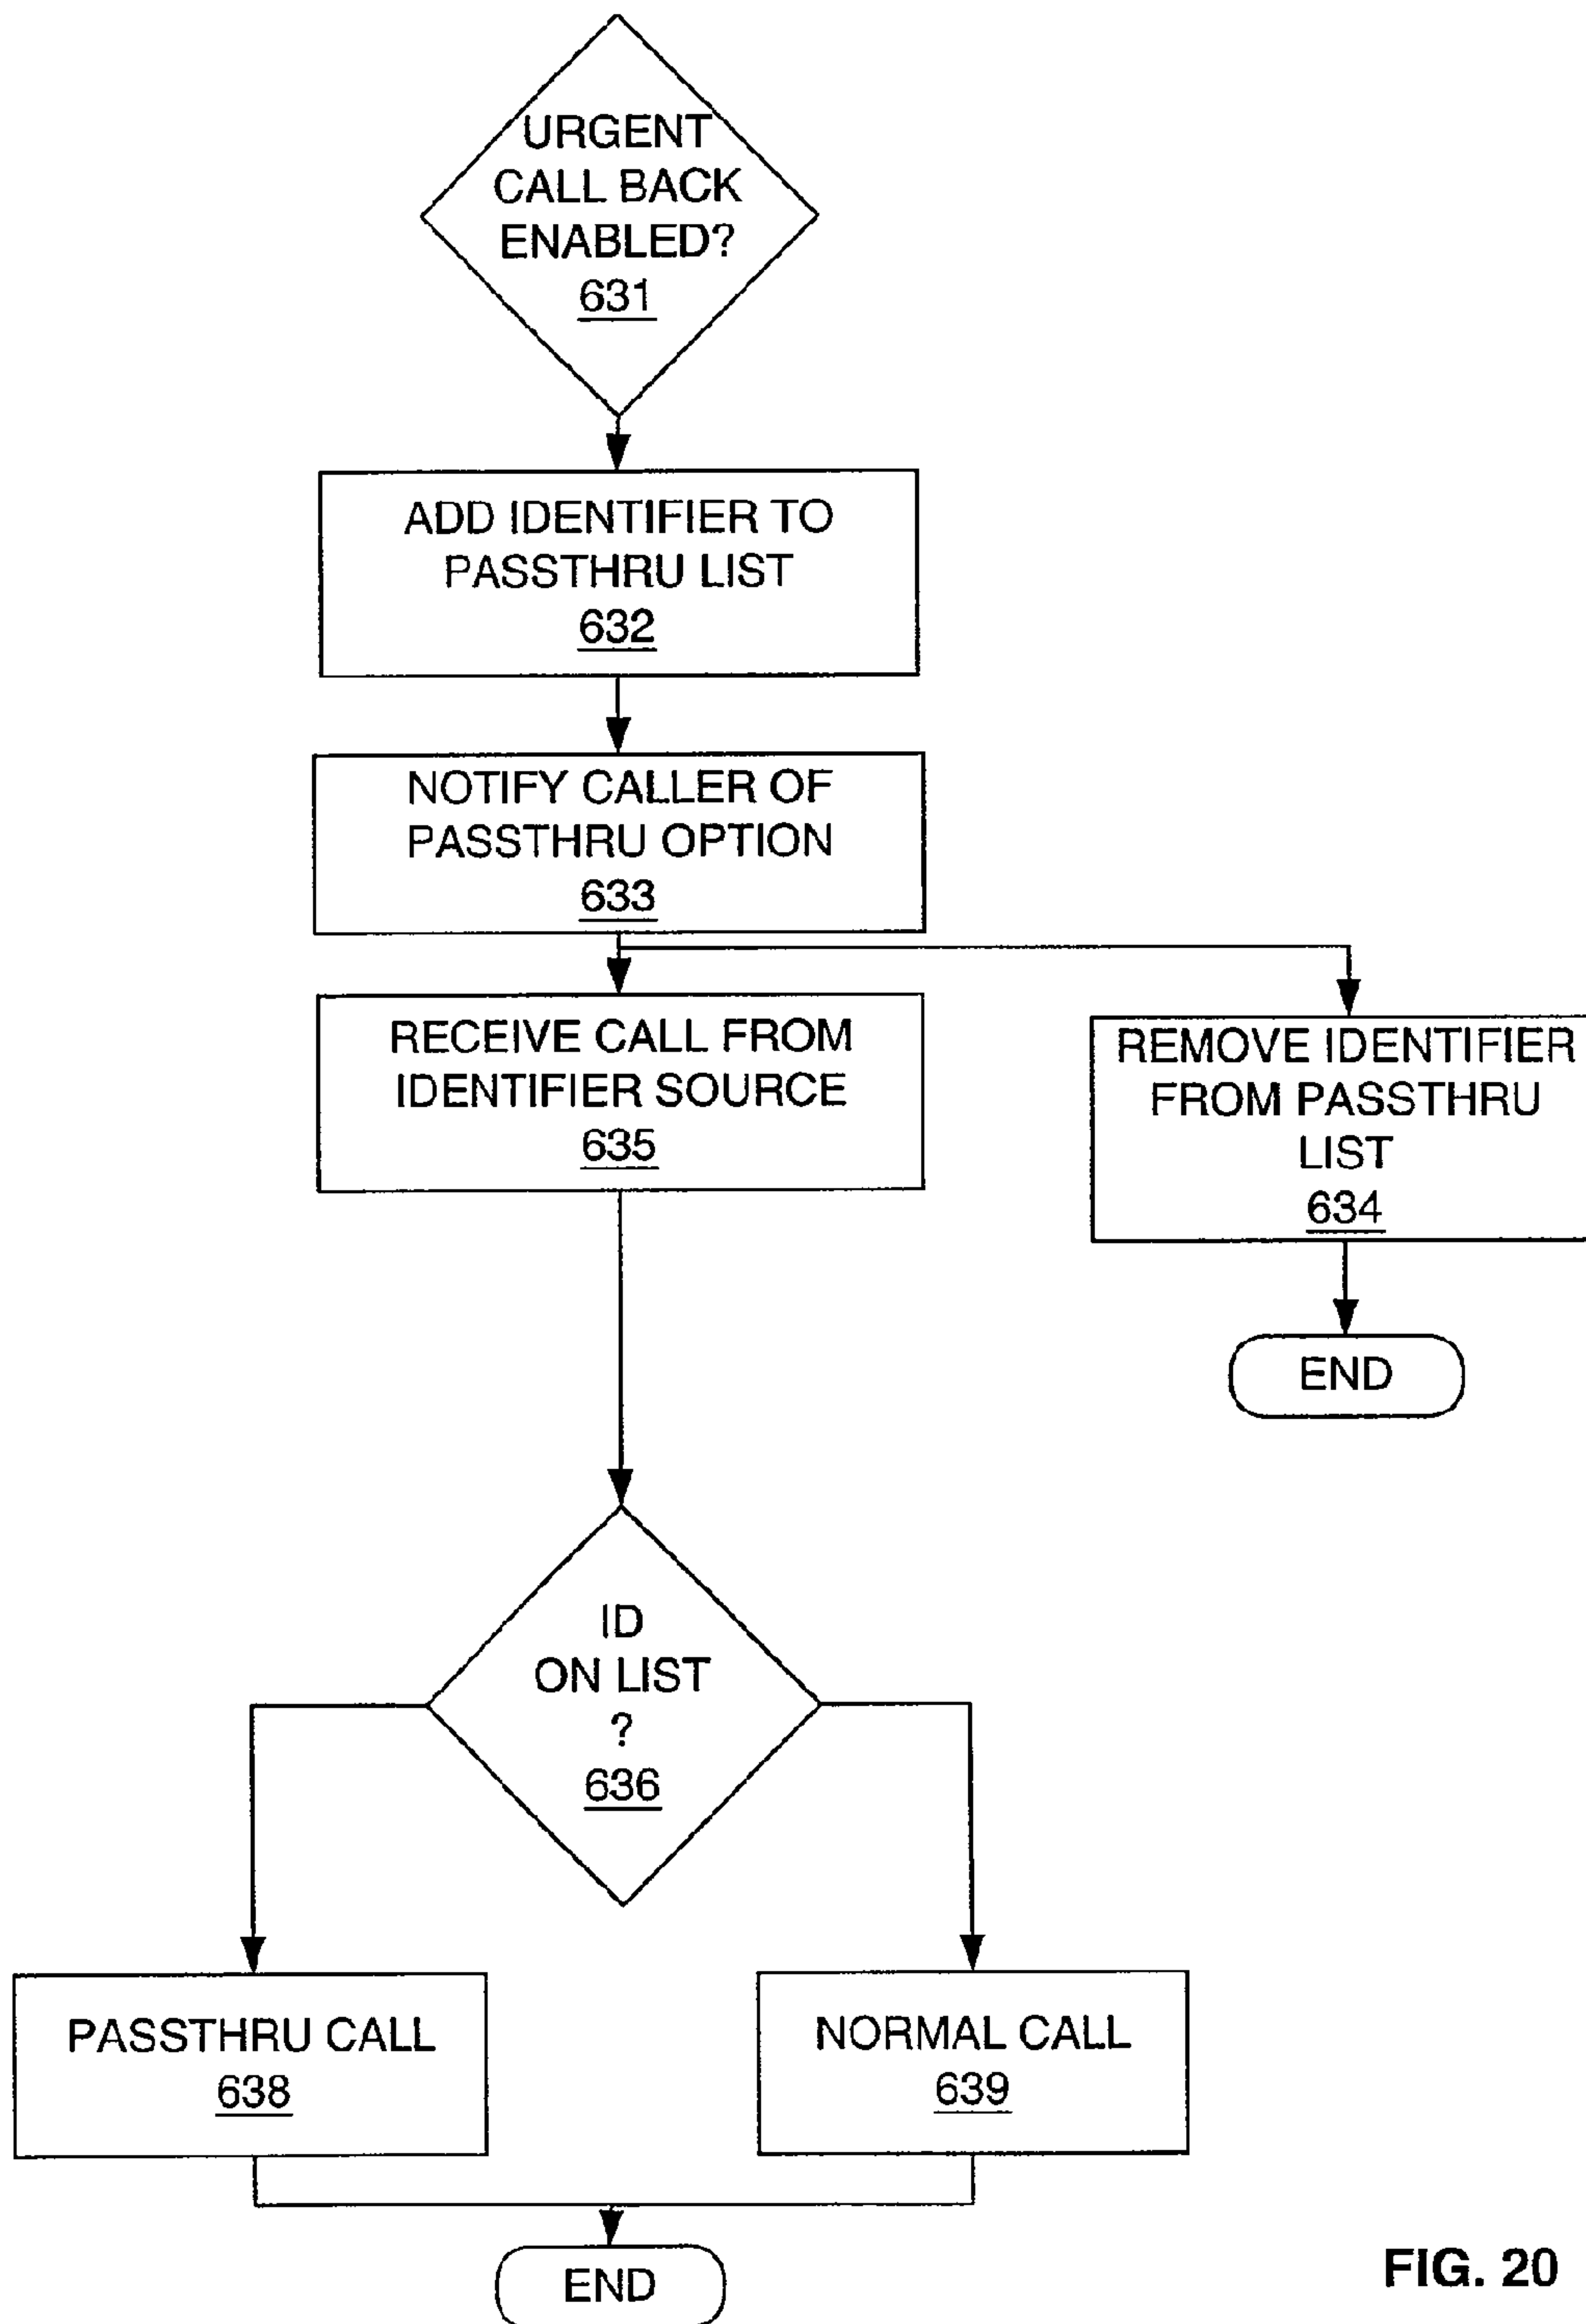 URGENT
CALL BACK
ENABLED?
631
ADD IDENTIFIER TO
PASSTHRU LIST
632
NOTIFY CALLER OF
PASSTHRU OPTION
633
RECEIVE CALL FROM
IDENTIFIER SOURCE
635
REMOVE IDENTIFIER
FROM PASSTHRU
LIST
634
END
ID
ON LIST
?
636
PASSTHRU CALL
638
NORMAL CALL
639
END
FIG. 20